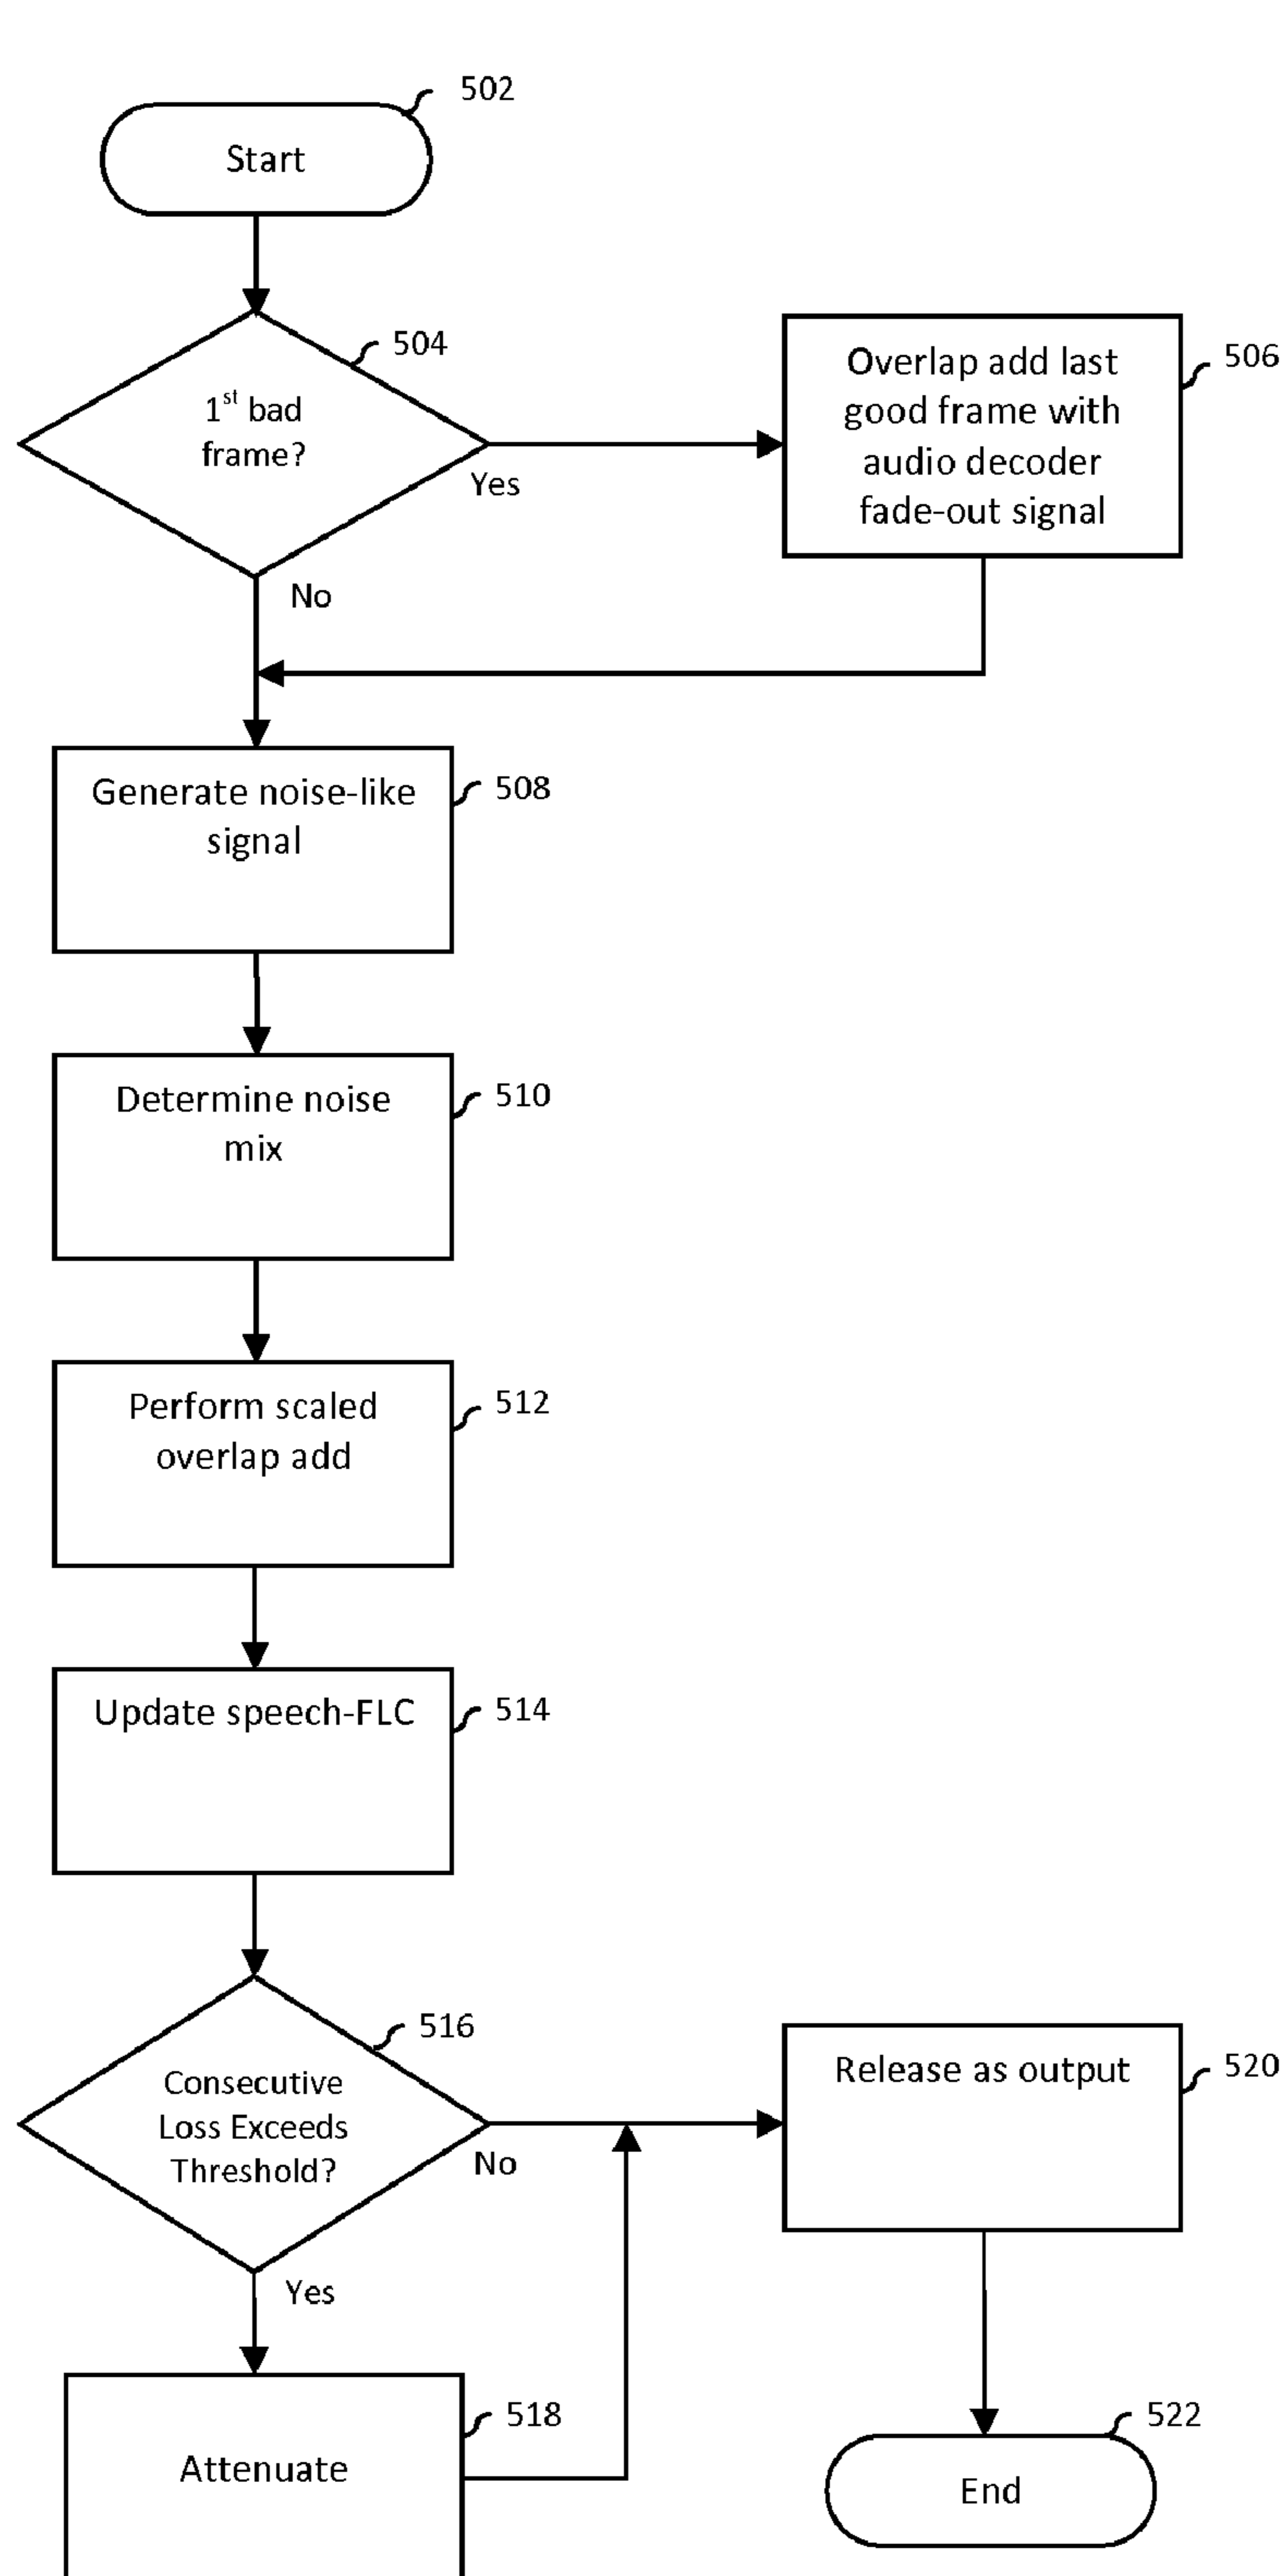 502
Start
504
1st bad
frame?
Yes
No
Overlap add last
good frame with
audio decoder
fade-out signal
506
Generate noise-like
signal
508
Determine noise
mix
510
Perform scaled
overlap add
512
Update speech-FLC
514
516
Consecutive
Loss Exceeds
Threshold?
No
Yes
Release as output
520
Attenuate
518
522
End